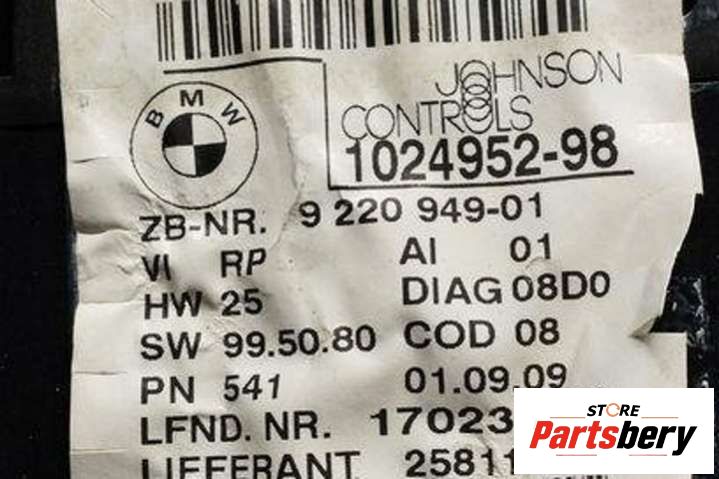 JOHNSON
CONTROLS
BMW
1024952-98
ZB-NR. 9 220 949-01
VI RP AI 01
HW 25 DIAG 08D0
SW 99.50.80 COD 08
PN 541 01.09.09
LFND. NR. 17023
LIEFERANT 25811
STORE
Partsbery